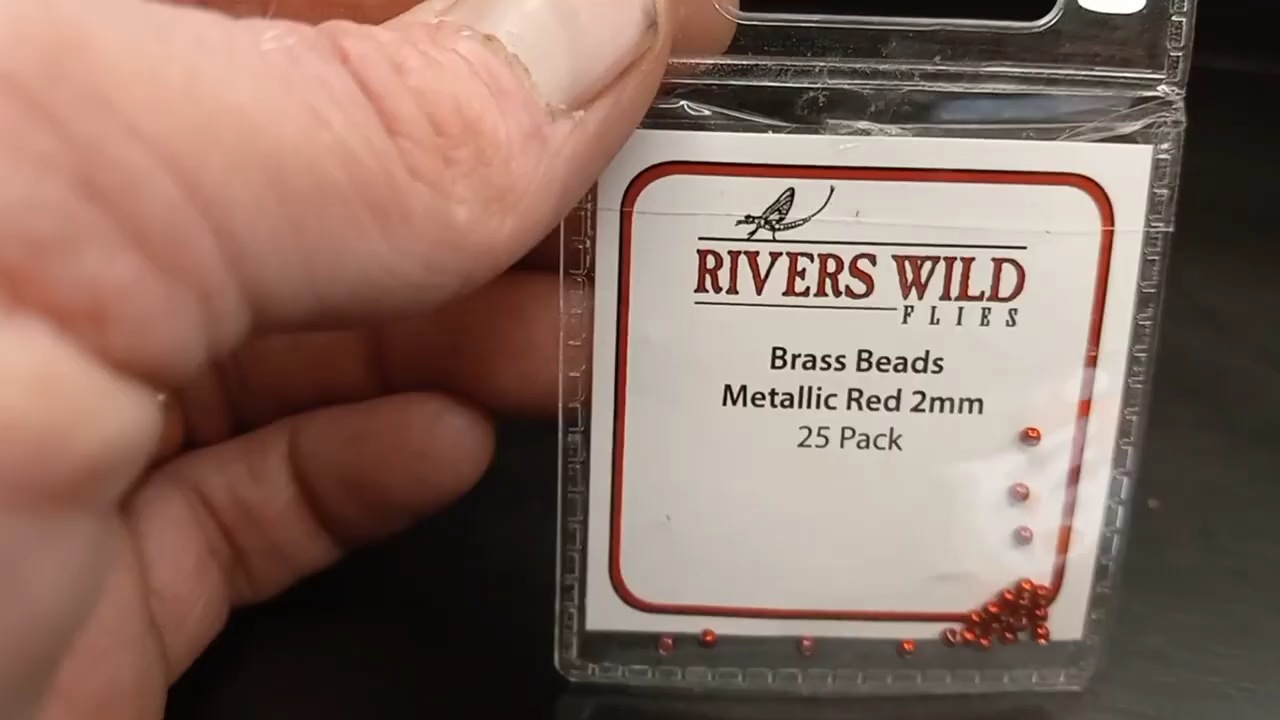 RIVERS WILD
FLIES
Brass Beads
Metallic Red 2mm
25 Pack